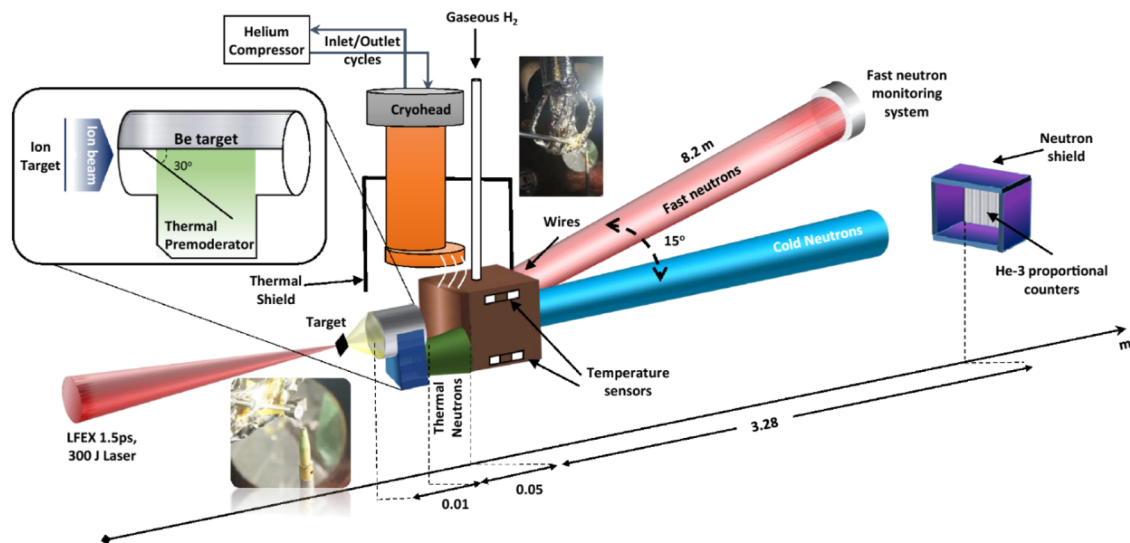 Gaseous H2
Helium
Compressor
Inlet/Outlet
cycles
Cryohead
Fast neutron
monitoring
system
Neutron
shield
Ion
Target
Ion beam
Be target
30o
Thermal
Premoderator
8.2 m
Fast neutrons
Wires
15o
Cold Neutrons
He-3 proportional
counters
Thermal
Shield
Target
Temperature
sensors
Thermal
Neutrons
m
3.28
LFEX 1.5ps,
300 J Laser
0.05
0.01